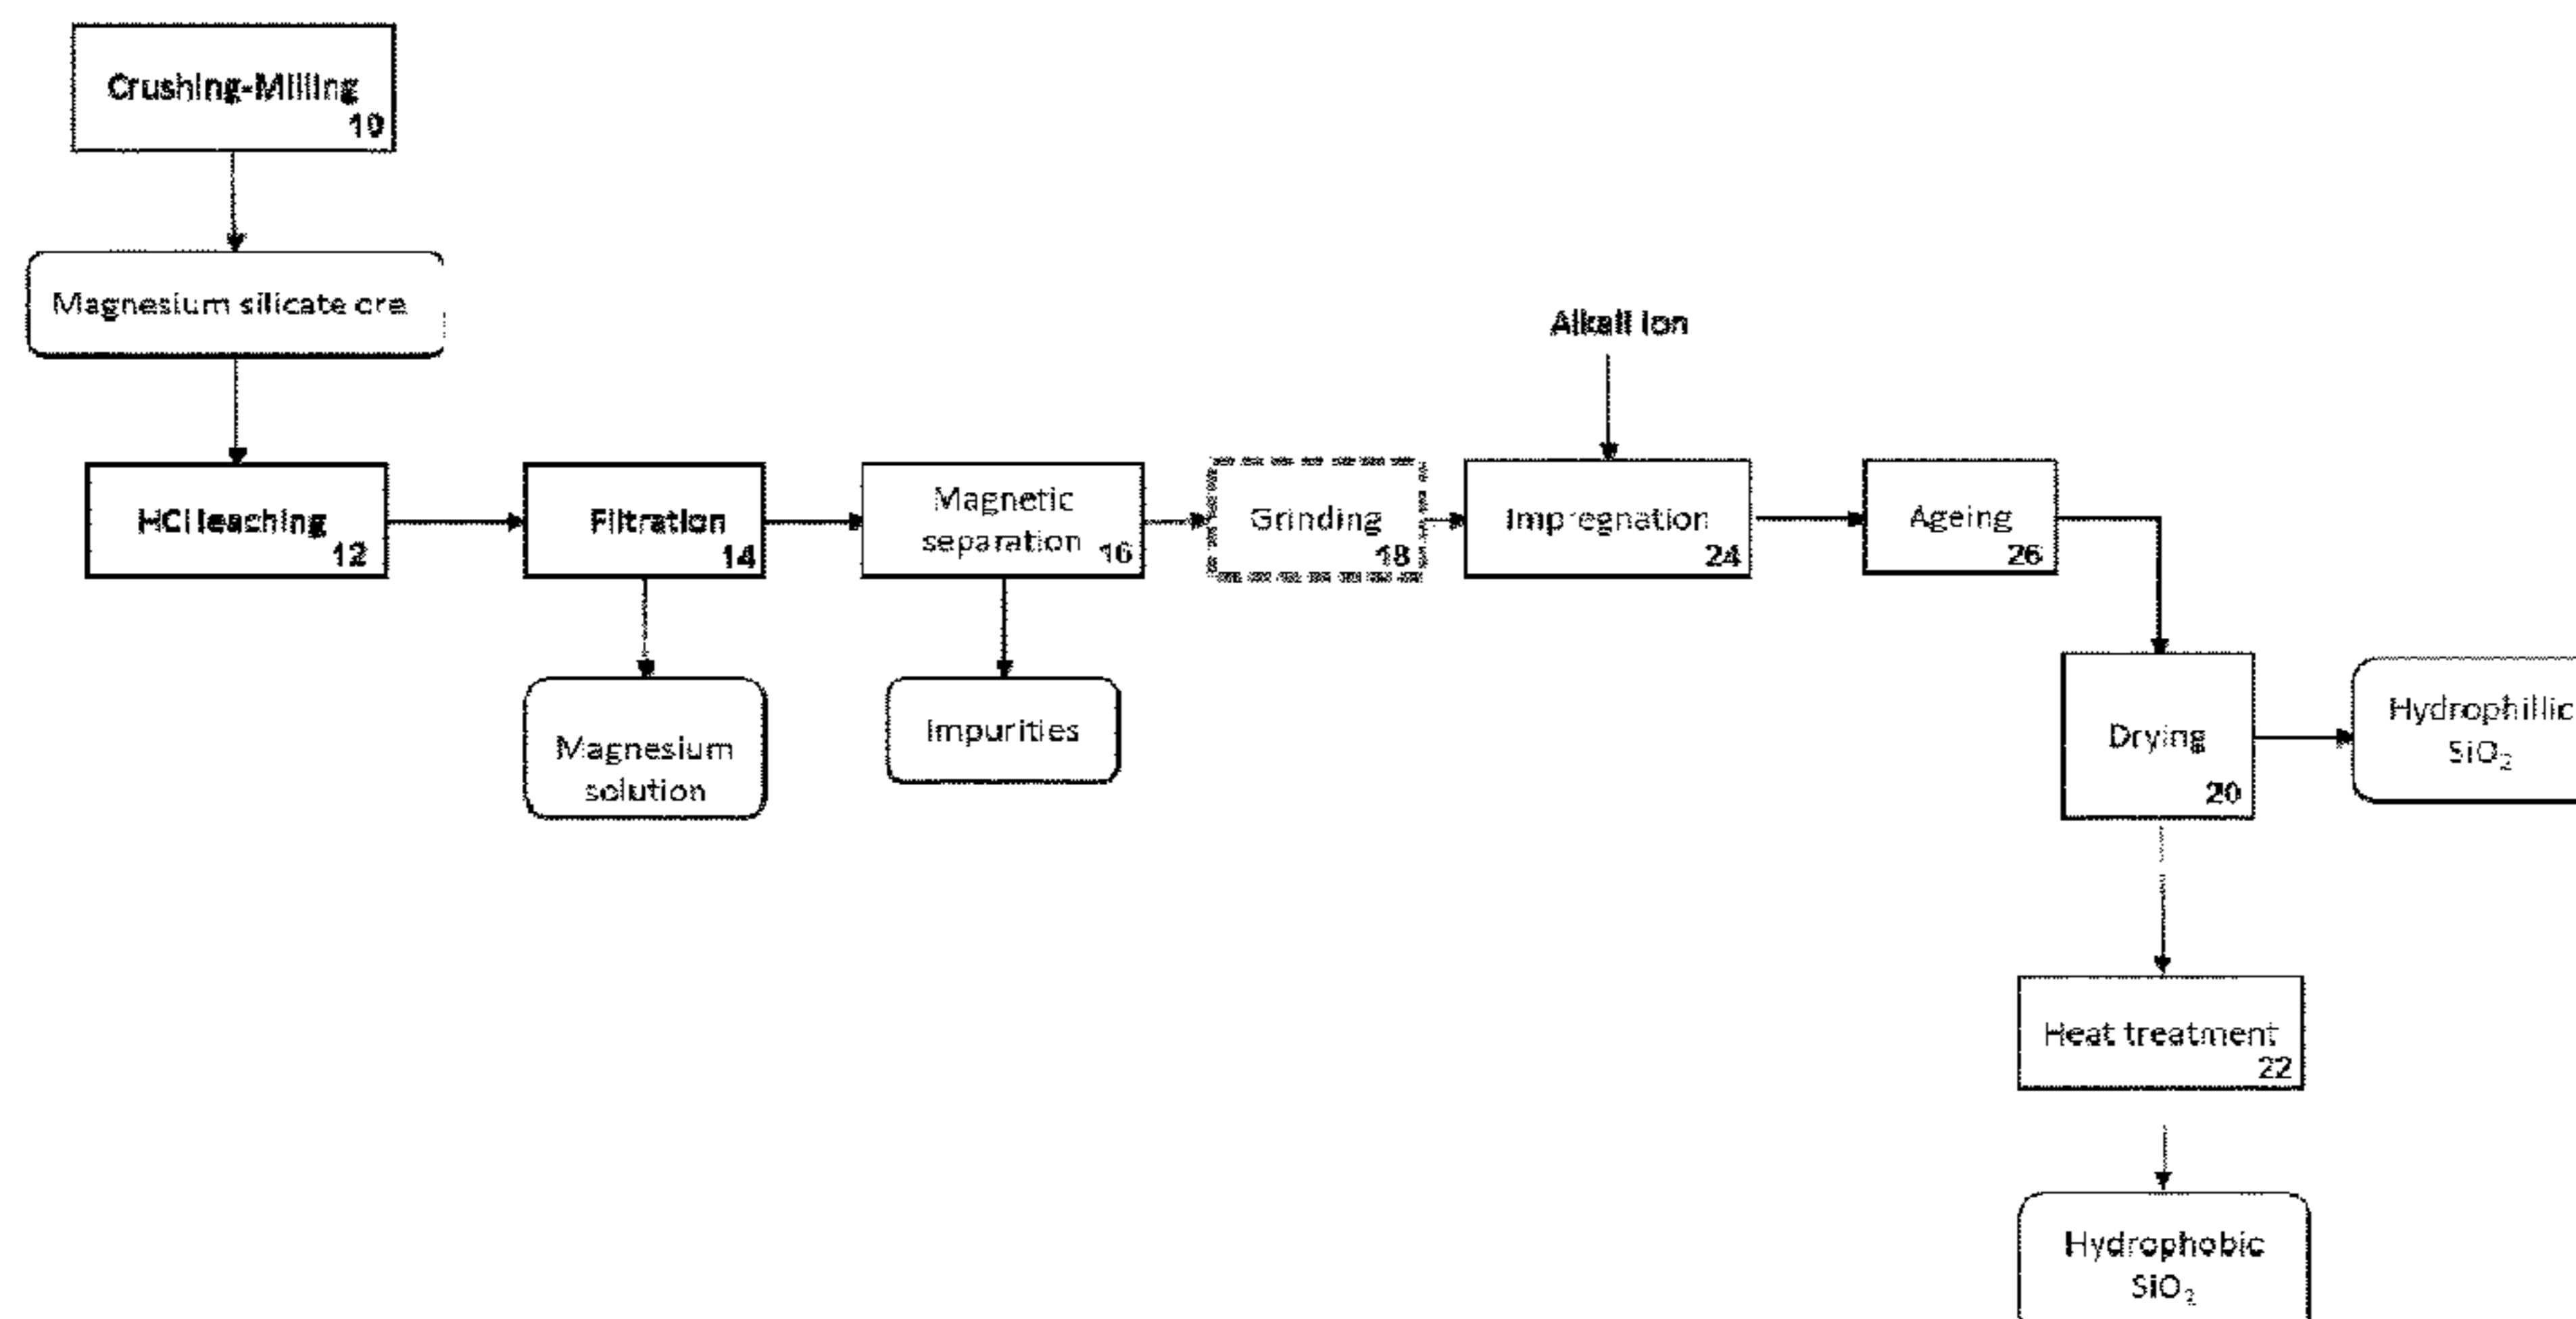 Crushing-Milling
10
Magnesium silicate ore
Alkali ion
HCl leaching
12
Filtration
14
Magnetic
separation 16
Grinding
18
Impregnation
24
Ageing
26
Magnesium
solution
Impurities
Drying
20
Hydrophillic
SiO₂
Heat treatment
22
Hydrophobic
SiO₂